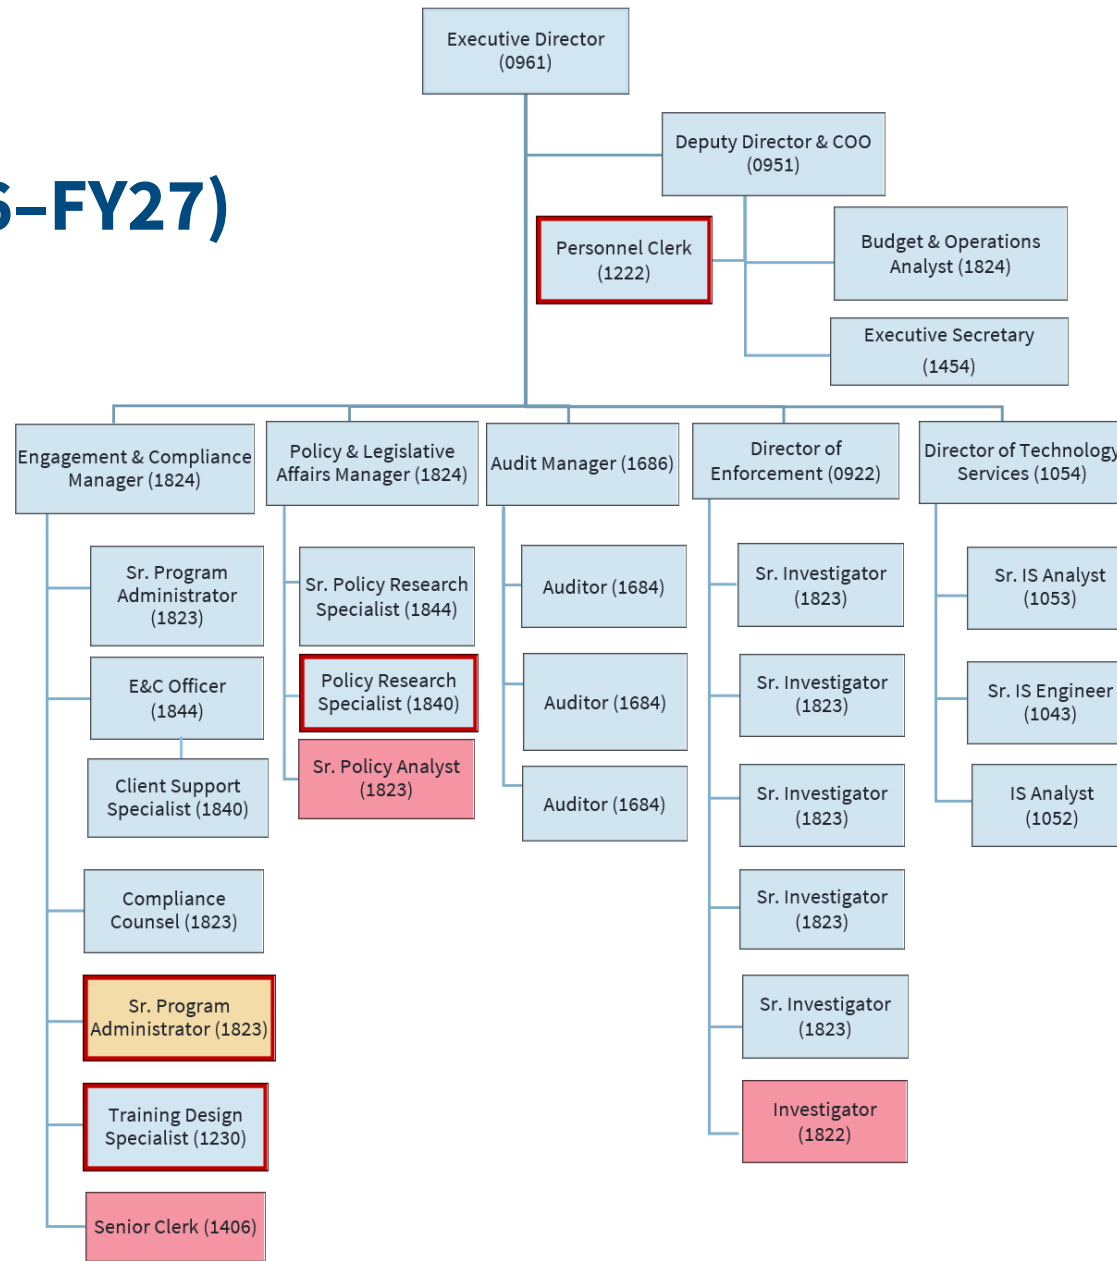 Executive Director
(0961)
Deputy Director & COO
(0951)
6–FY27)
Personnel Clerk
(1222)
Budget & Operations
Analyst (1824)
Executive Secretary
(1454)
Engagement & Compliance
Manager (1824)
Policy & Legislative
Affairs Manager (1824)
Audit Manager (1686)
Director of
Enforcement (0922)
Director of Technology
Services (1054)
Sr. Program
Administrator
(1823)
E&C Officer
(1844)
Client Support
Specialist (1840)
Compliance
Counsel (1823)
Sr. Program
Administrator (1823)
Training Design
Specialist (1230)
Senior Clerk (1406)
Sr. Policy Research
Specialist (1844)
Policy Research
Specialist (1840)
Sr. Policy Analyst
(1823)
Auditor (1684)
Auditor (1684)
Auditor (1684)
Sr. Investigator
(1823)
Sr. Investigator
(1823)
Sr. Investigator
(1823)
Sr. Investigator
(1823)
Sr. Investigator
(1823)
Investigator
(1822)
Sr. IS Analyst
(1053)
Sr. IS Engineer
(1043)
IS Analyst
(1052)